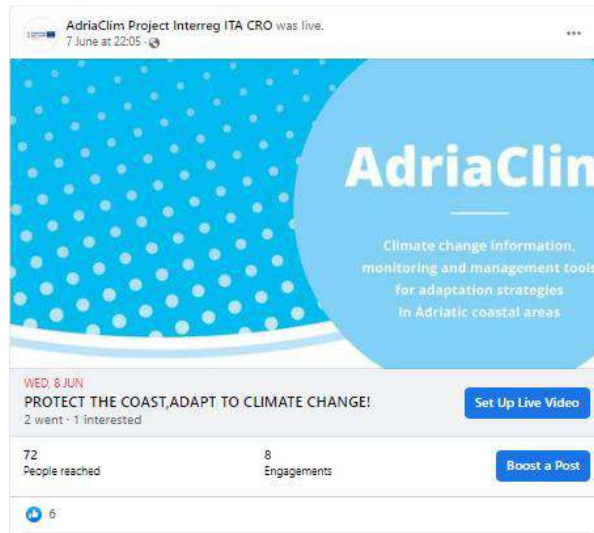 AdriaClim Project Interreg ITA CRO was live.
7 June at 22:05 ·
AdriaClim
Climate change information,
monitoring and management tools
for adaptation strategies
in Adriatic coastal areas
WED, 8 JUN
PROTECT THE COAST,ADAPT TO CLIMATE CHANGE!
2 went · 1 interested
Set Up Live Video
72
People reached
8
Engagements
Boost a Post
6